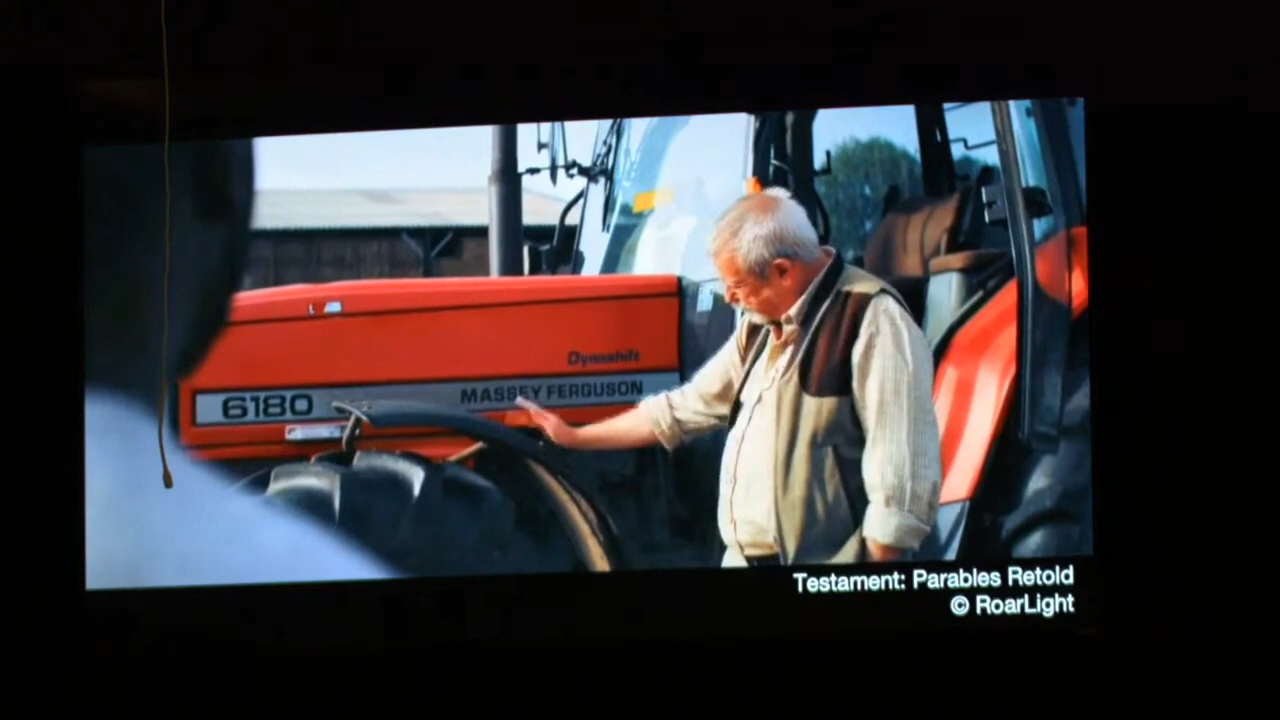 Dynashift
MASSEY FERGUSON
6180
Testament: Parables Retold
© RoarLight